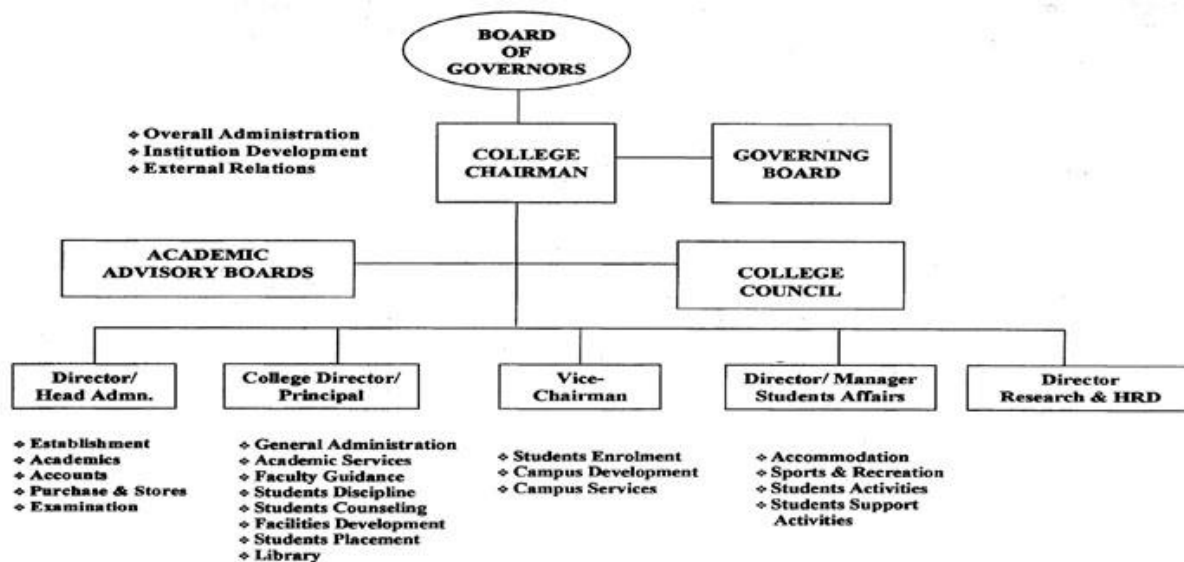 BOARD
OF
GOVERNORS
❖ Overall Administration
❖ Institution Development
❖ External Relations
COLLEGE
CHAIRMAN
GOVERNING
BOARD
ACADEMIC
ADVISORY BOARDS
COLLEGE
COUNCIL
Director/
Head Admn.
College Director/
Principal
Vice-
Chairman
Director/ Manager
Students Affairs
Director
Research & HRD
❖ Establishment
❖ Academics
❖ Accounts
❖ Purchase & Stores
❖ Examination
❖ General Administration
❖ Academic Services
❖ Faculty Guidance
❖ Students Discipline
❖ Students Counseling
❖ Facilities Development
❖ Students Placement
❖ Library
❖ Students Enrolment
❖ Campus Development
❖ Campus Services
❖ Accommodation
❖ Sports & Recreation
❖ Students Activities
❖ Students Support
Activities